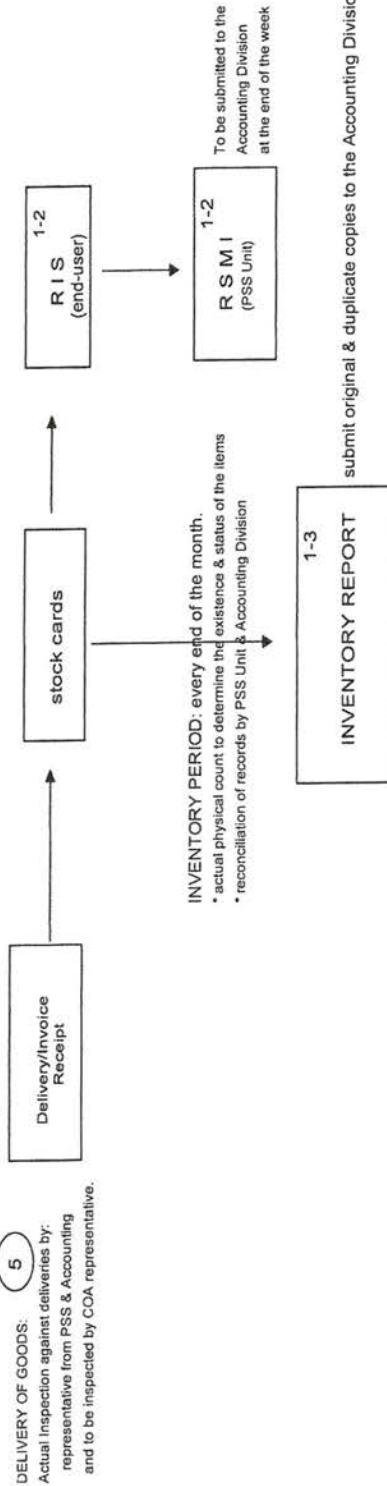 DELIVERY OF GOODS:
5
Actual Inspection against deliveries by:
representative from PSS & Accounting
and to be inspected by COA representative.
Delivery/Invoice
Receipt
stock cards
1-2
R I S
(end-user)
1-2
R S M I
(PSS Unit)
To be submitted to the
Accounting Division
at the end of the week
INVENTORY PERIOD: every end of the month.
* actual physical count to determine the existence & status of the items
* reconciliation of records by PSS Unit & Accounting Division
1-3
INVENTORY REPORT
submit original & duplicate copies to the Accounting Divisio